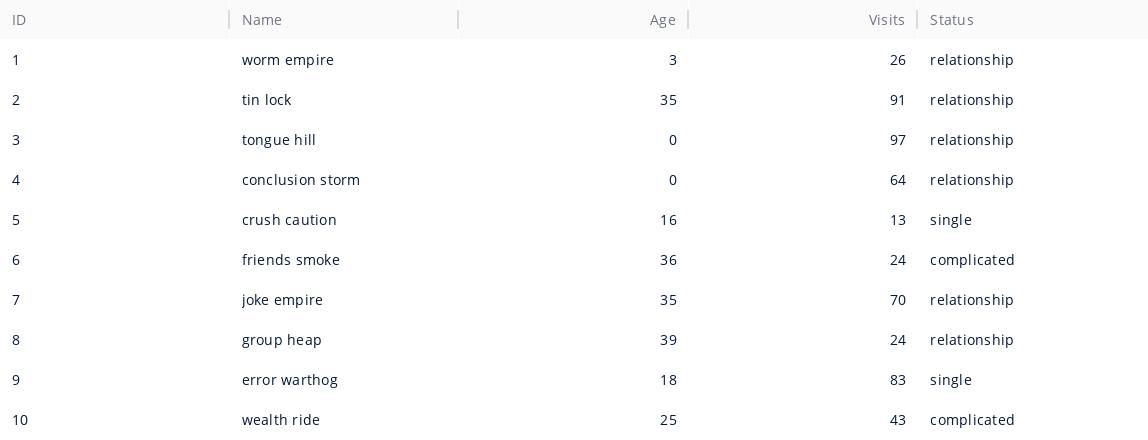 ID Name Age Visits Status
1 worm empire 3 26 relationship
2 tin lock 35 91 relationship
3 tongue hill 0 97 relationship
4 conclusion storm 0 64 relationship
5 crush caution 16 13 single
6 friends smoke 36 24 complicated
7 joke empire 35 70 relationship
8 group heap 39 24 relationship
9 error warthog 18 83 single
10 wealth ride 25 43 complicated